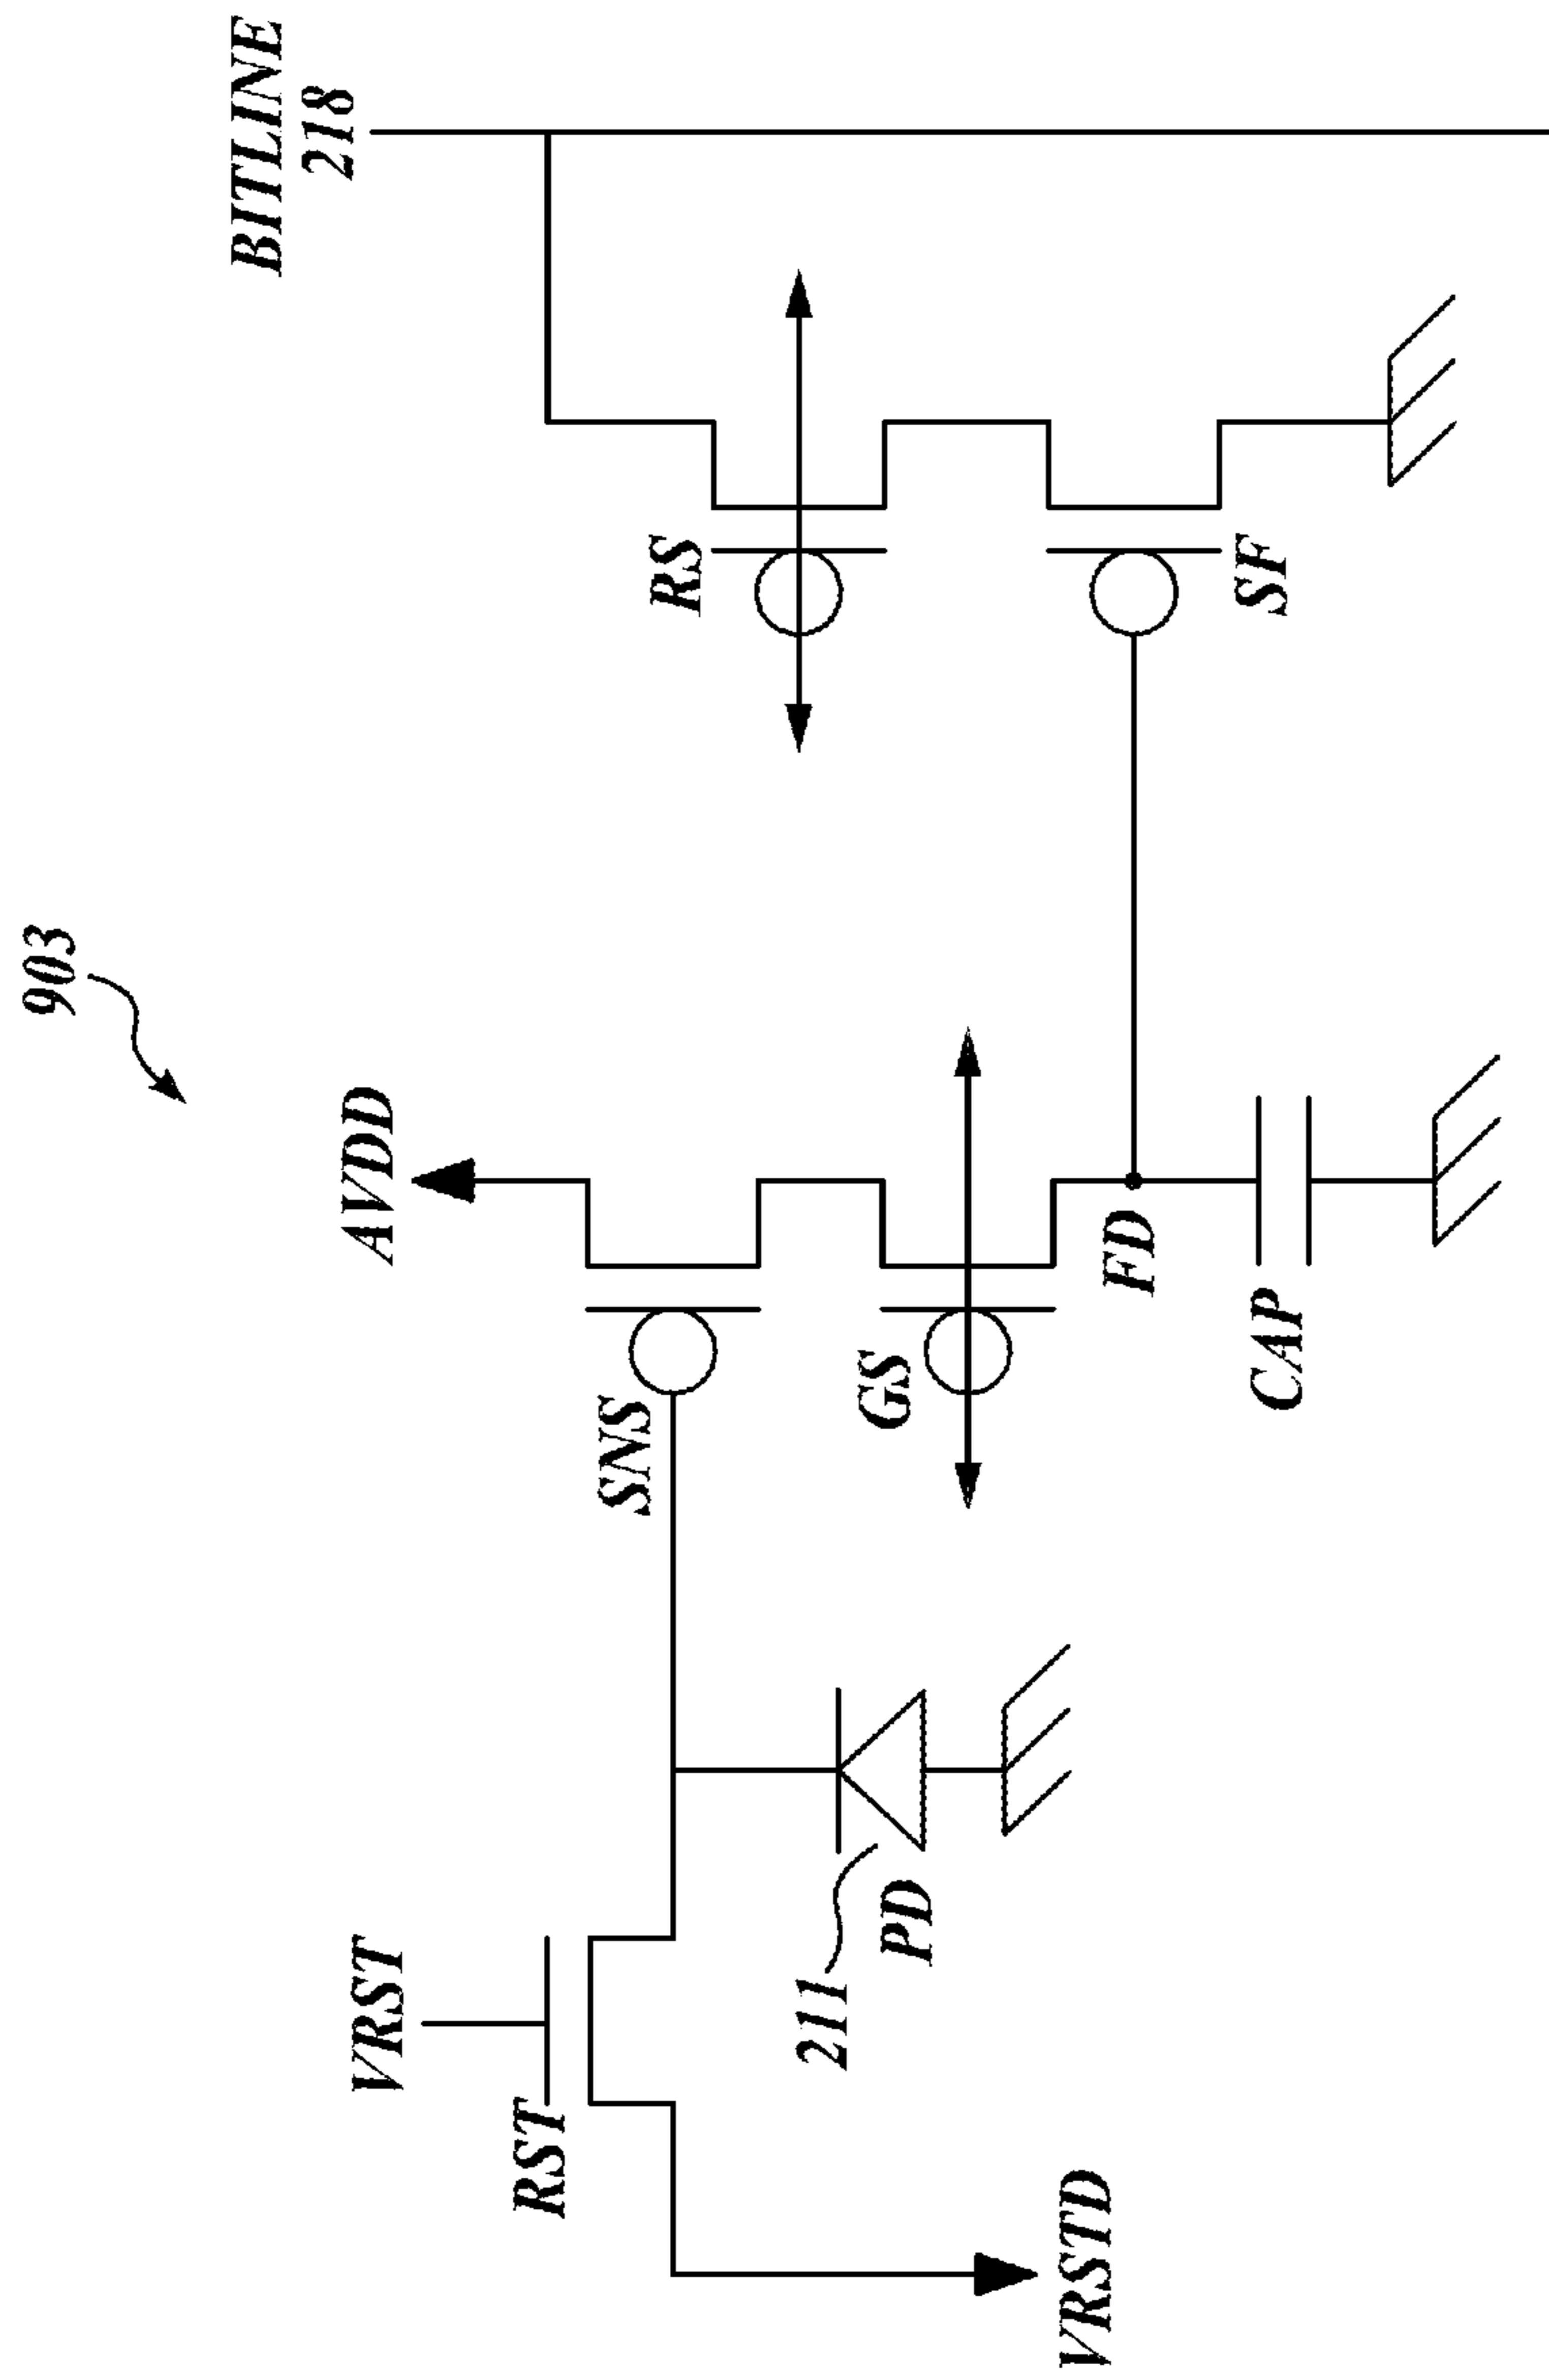 903
BITLINE
218
AVDD
VRST
RST
SNS
RS
GS
211
PD
FD
SF
CAP
VRSTD